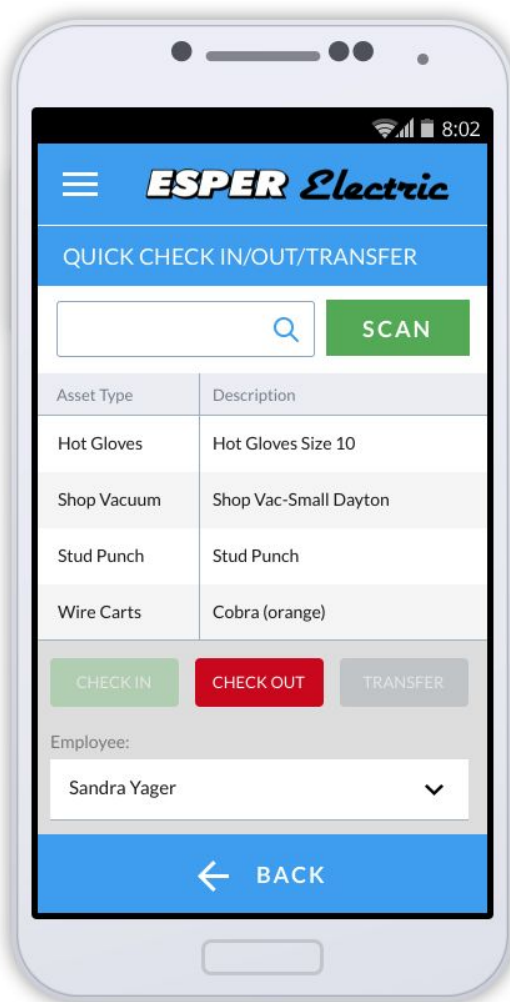 8:02
ESPER Electric
QUICK CHECK IN/OUT/TRANSFER
SCAN
Asset Type Description
Hot Gloves Hot Gloves Size 10
Shop Vacuum Shop Vac-Small Dayton
Stud Punch Stud Punch
Wire Carts Cobra (orange)
CHECK IN CHECK OUT TRANSFER
Employee:
Sandra Yager
BACK